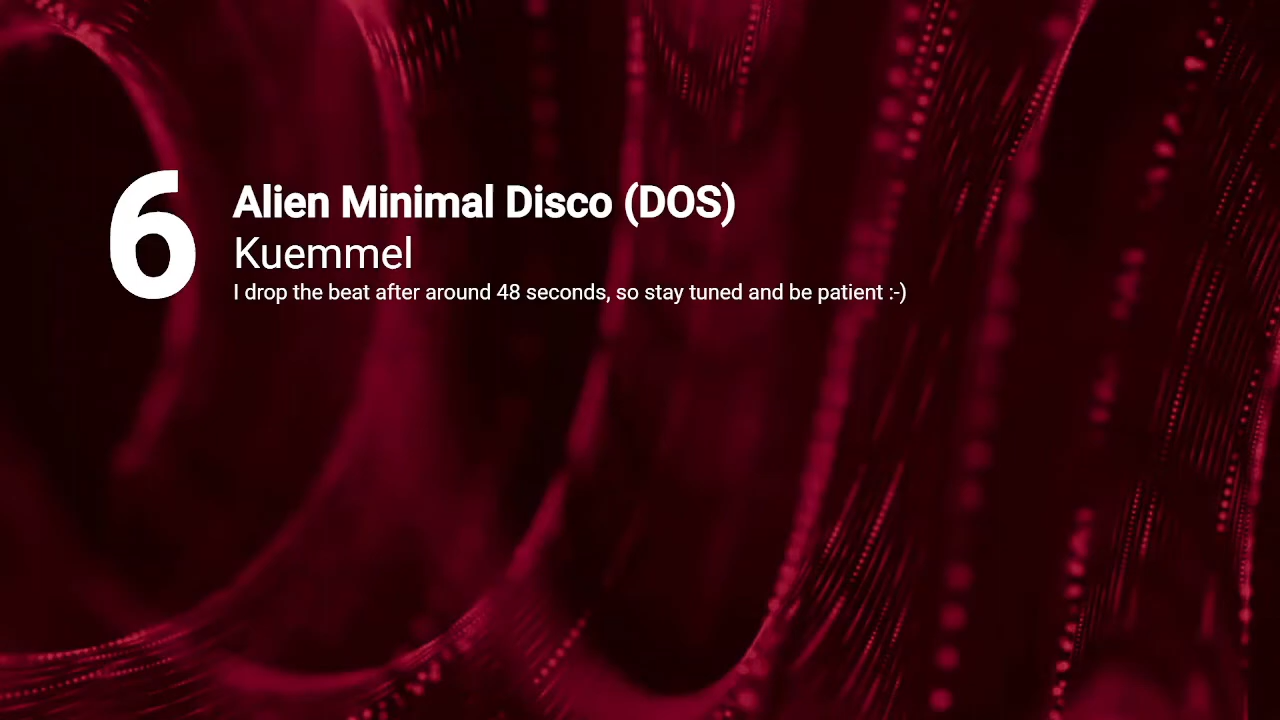 6
Alien Minimal Disco (DOS)
Kuemmel
I drop the beat after around 48 seconds, so stay tuned and be patient :-)